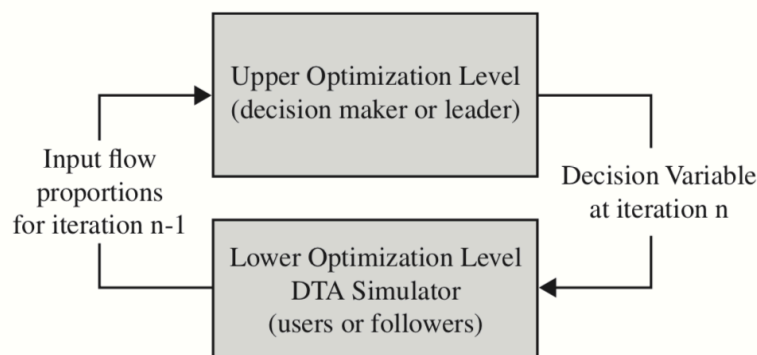 Upper Optimization Level
(decision maker or leader)
Input flow
proportions
for iteration n-1
Decision Variable
at iteration n
Lower Optimization Level
DTA Simulator
(users or followers)